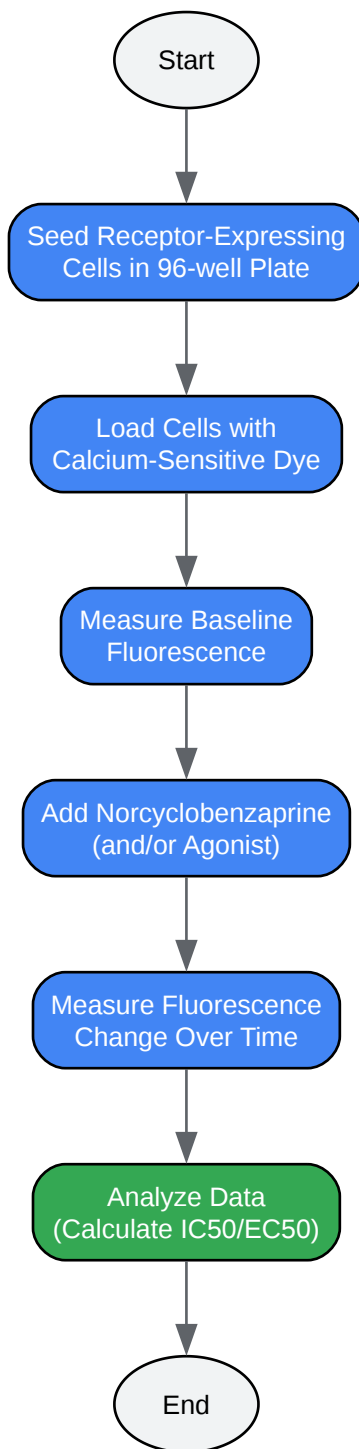 Start
Seed Receptor-Expressing
Cells in 96-well Plate
Load Cells with
Calcium-Sensitive Dye
Measure Baseline
Fluorescence
Add Norcyclobenzaprine
(and/or Agonist)
Measure Fluorescence
Change Over Time
Analyze Data
(Calculate IC50/EC50)
End